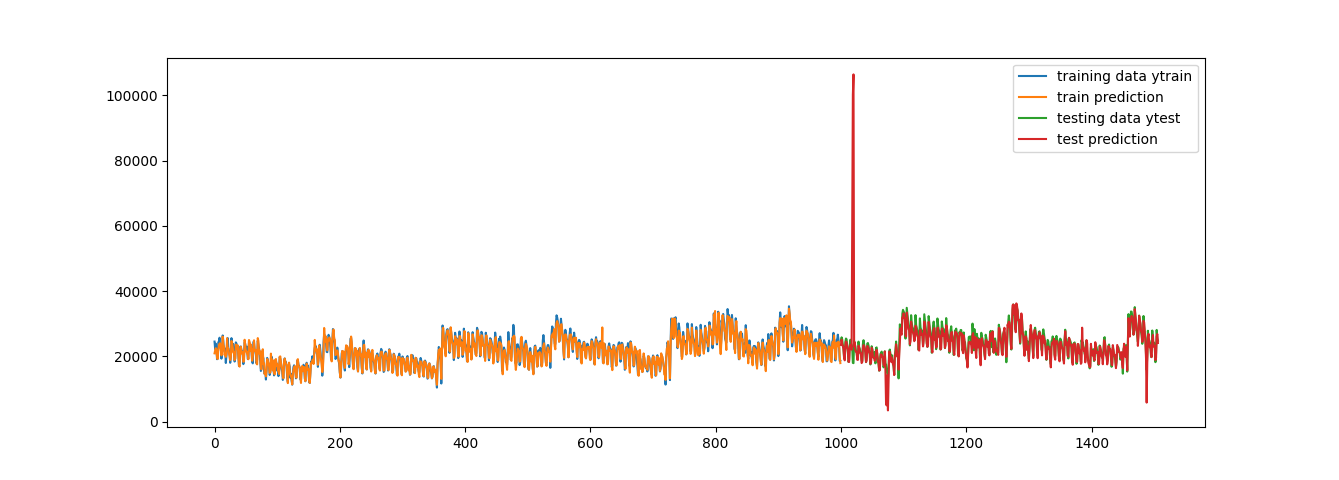 training data ytrain
train prediction
testing data ytest
test prediction
100000
80000
60000
40000
20000
0
0 200 400 600 800 1000 1200 1400